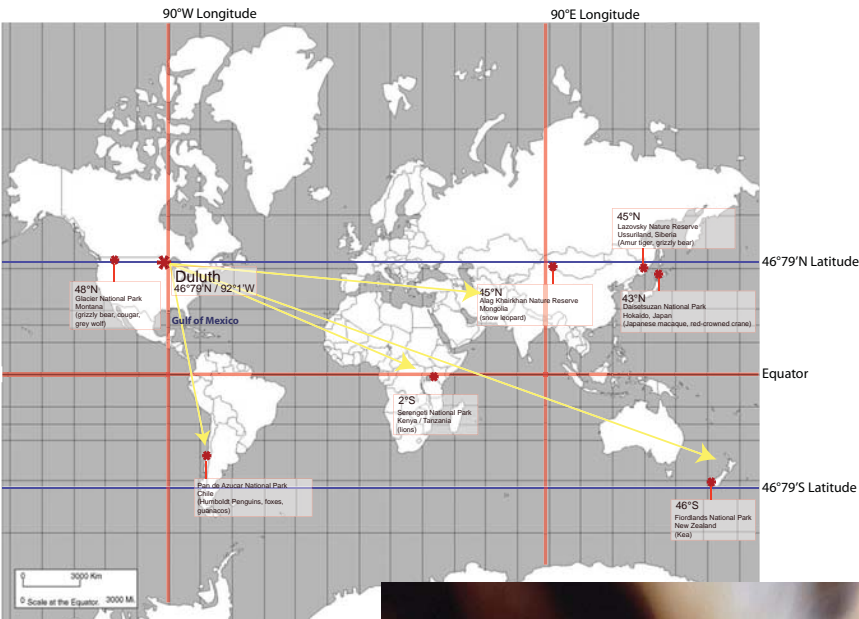 90°W Longitude
90°E Longitude
45°N
Lazovsky Nature Reserve
Ussuriland, Siberia
(Amur tiger, grizzly bear)
46°79'N Latitude
Duluth
46°79'N / 92°1'W
48°N
Glacier National Park
Montana
(grizzly bear, cougar,
grey wolf)
45°N
Alag Khairkhan Nature Reserve
Mongolia
(snow leopard)
43°N
Daisetsuzan National Park
Hokaido, Japan
(Japanese macaque, red-crowned crane)
Gulf of Mexico
Equator
2°S
Serengeti National Park
Kenya / Tanzania
(lions)
Pan de Azucar National Park
Chile
(Humboldt Penguins, foxes,
guanacos)
46°79'S Latitude
46°S
Fiordlands National Park
New Zealand
(Kea)
0 3000 Km
0 Scale at the Equator. 3000 Mi.